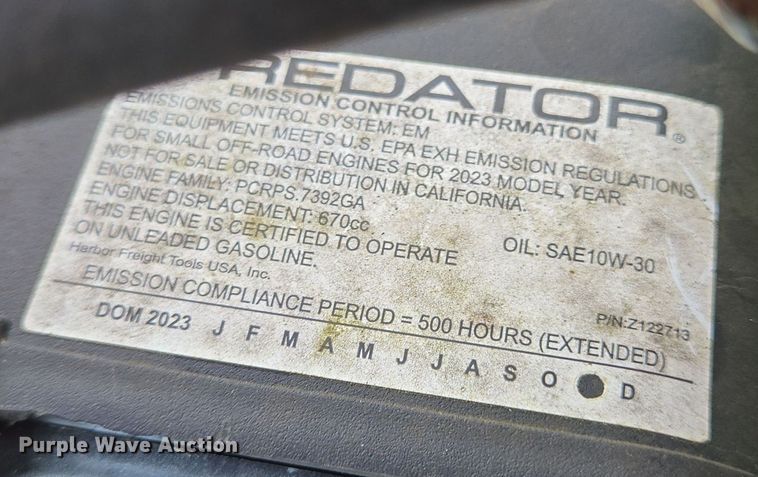 REDATOR®
EMISSION CONTROL INFORMATION
EMISSIONS CONTROL SYSTEM: EM
THIS EQUIPMENT MEETS U.S. EPA EXH EMISSION REGULATIONS
FOR SMALL OFF-ROAD ENGINES FOR 2023 MODEL YEAR.
NOT FOR SALE OR DISTRIBUTION IN CALIFORNIA.
ENGINE FAMILY: PCRPS.7392GA
ENGINE DISPLACEMENT: 670cc
OIL: SAE10W-30
THIS ENGINE IS CERTIFIED TO OPERATE
ON UNLEADED GASOLINE.
Harbor Freight Tools USA, Inc.
P/N:Z122713
EMISSION COMPLIANCE PERIOD = 500 HOURS (EXTENDED)
DOM 2023 J F M A M J J A S O D
Purple Wave Auction